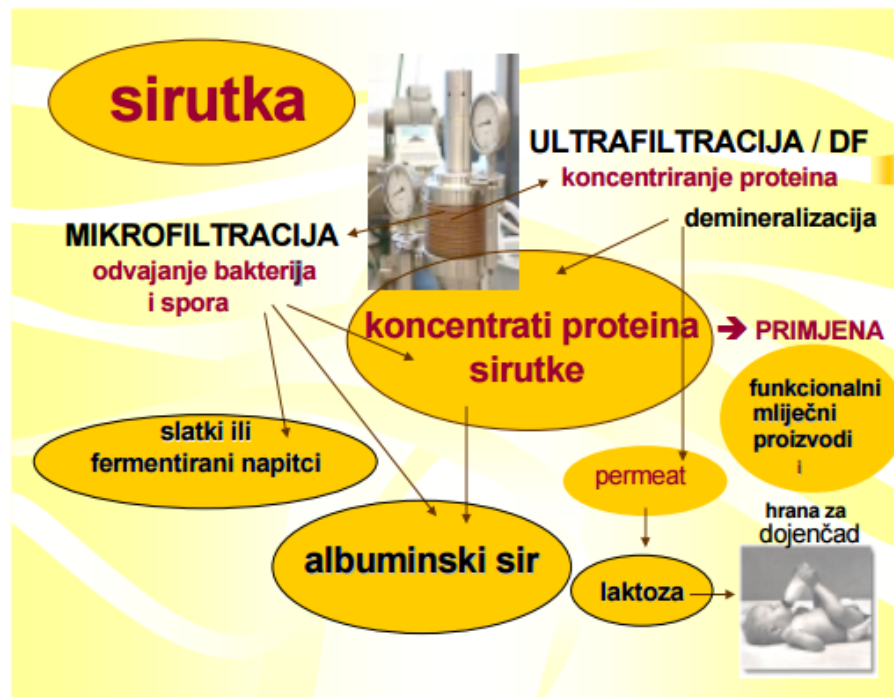 sirutka
ULTRAFILTRACIJA / DF
koncentriranje proteina
demineralizacija
MIKROFILTRACIJA
odvajanje bakterija
i spora
koncentrati proteina
sirutke
➔ PRIMJENA
funkcionalni
mliječni
proizvodi
i
hrana za
dojenčad
slatki ili
fermentirani napitci
permeat
albuminski sir
laktoza